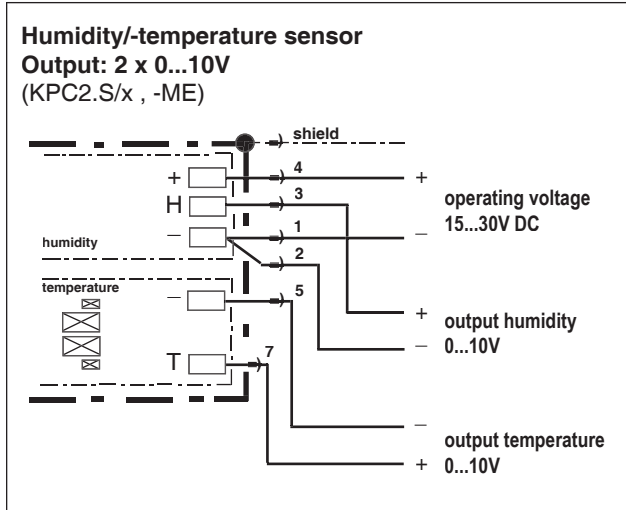 Humidity/-temperature sensor
Output: 2 x 0...10V
(KPC2.S/x , -ME)
shield
+ 4 +
H 3 operating voltage
15...30V DC
– 1 –
humidity 2
temperature
– 5
+ output humidity
– 0...10V
T 7
– output temperature
+ 0...10V